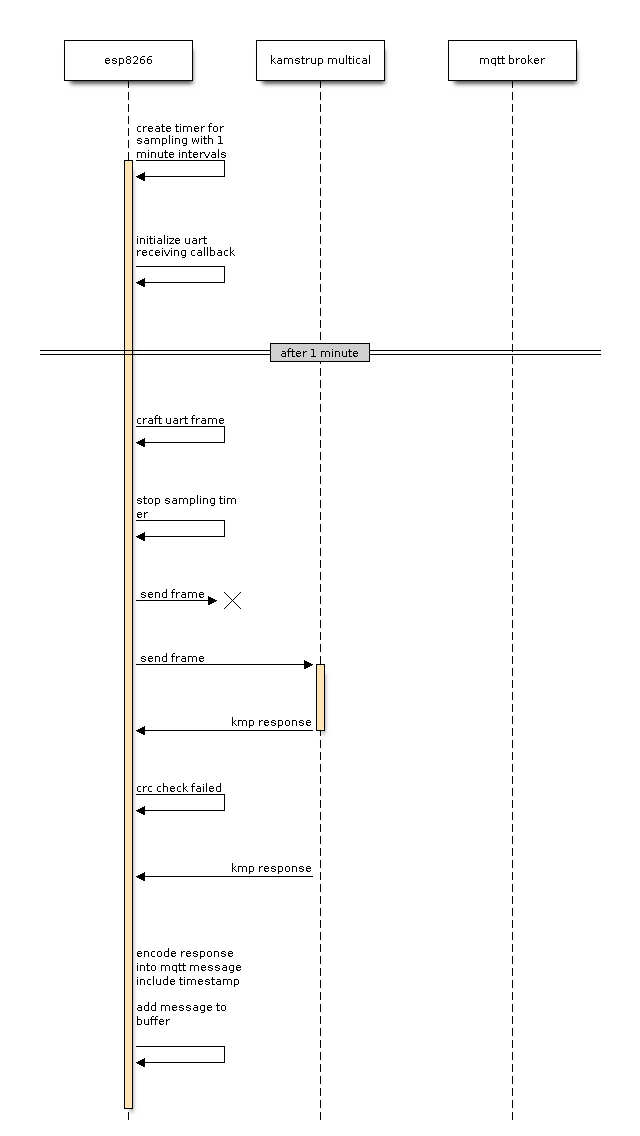 esp8266
kamstrup multical
mqtt broker
create timer for
sampling with 1
minute intervals
initialize uart
receiving callback
after 1 minute
craft uart frame
stop sampling tim
er
send frame
send frame
kmp response
crc check failed
kmp response
encode response
into mqtt message
include timestamp
add message to
buffer